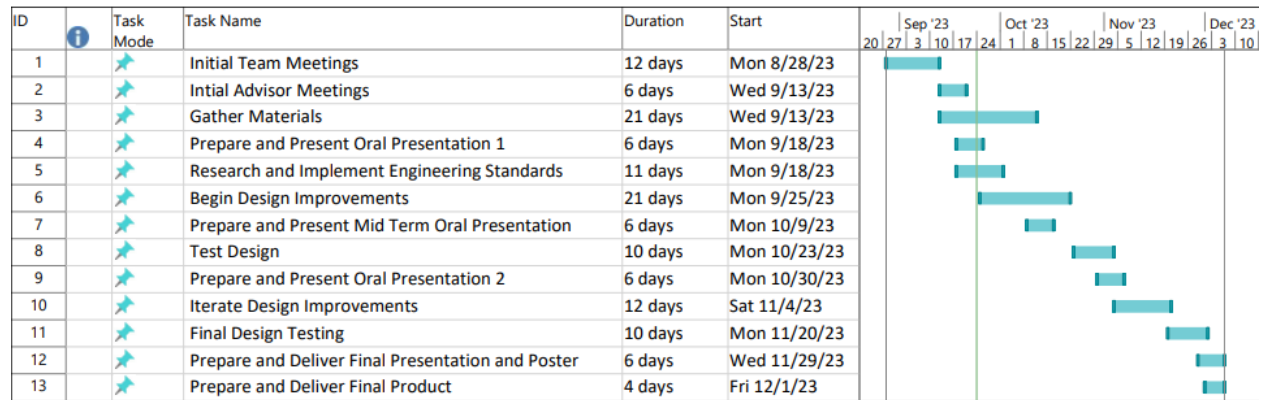 ID Task Mode Task Name Duration Start Sep '23 Oct '23 Nov '23 Dec '23
20 27 3 10 17 24 1 8 15 22 29 5 12 19 26 3 10
1 Initial Team Meetings 12 days Mon 8/28/23
2 Intial Advisor Meetings 6 days Wed 9/13/23
3 Gather Materials 21 days Wed 9/13/23
4 Prepare and Present Oral Presentation 1 6 days Mon 9/18/23
5 Research and Implement Engineering Standards 11 days Mon 9/18/23
6 Begin Design Improvements 21 days Mon 9/25/23
7 Prepare and Present Mid Term Oral Presentation 6 days Mon 10/9/23
8 Test Design 10 days Mon 10/23/23
9 Prepare and Present Oral Presentation 2 6 days Mon 10/30/23
10 Iterate Design Improvements 12 days Sat 11/4/23
11 Final Design Testing 10 days Mon 11/20/23
12 Prepare and Deliver Final Presentation and Poster 6 days Wed 11/29/23
13 Prepare and Deliver Final Product 4 days Fri 12/1/23